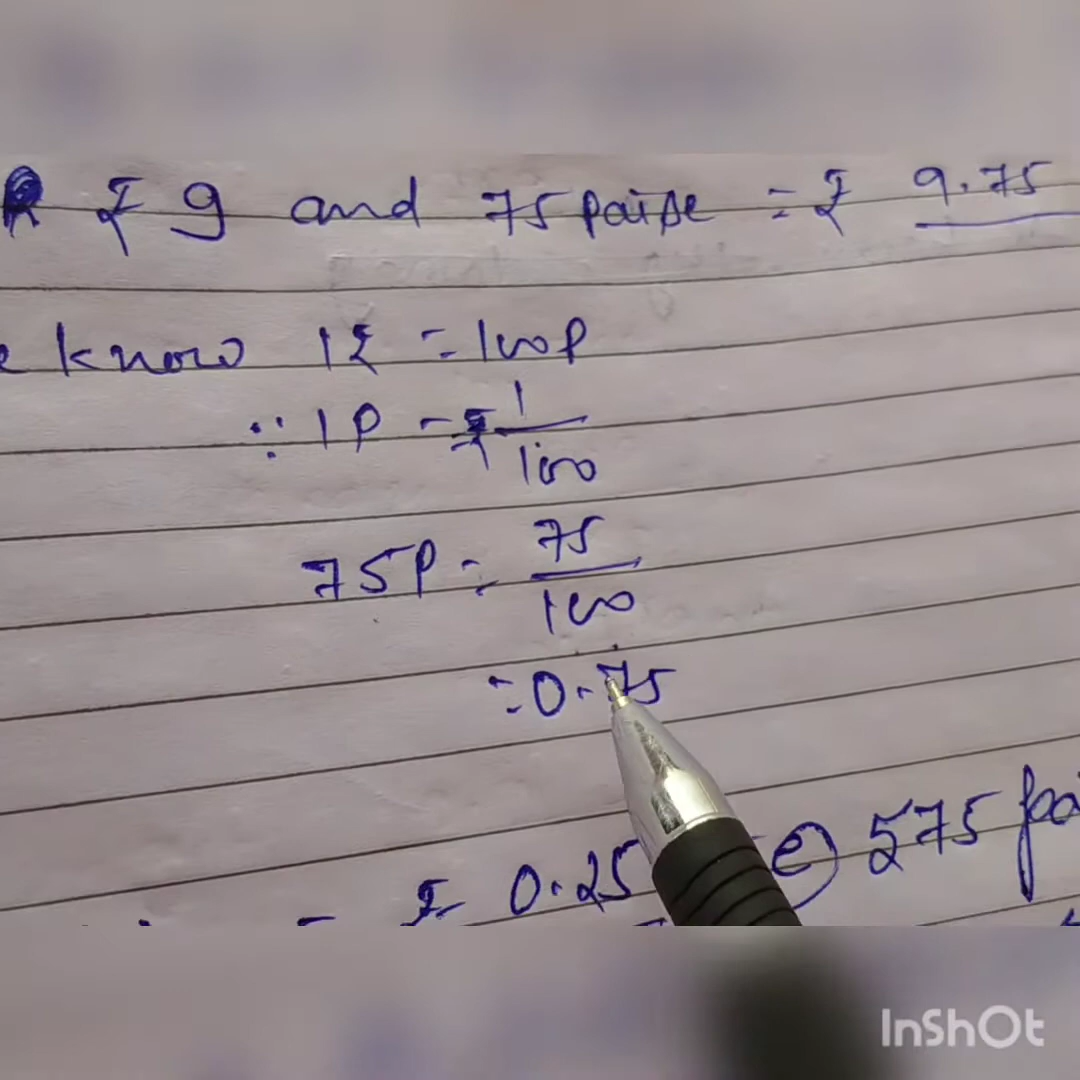 ₹ 9 and 75 paise = ₹ 9.75
know 1₹ = 100P
∵ 1P = ₹ 1/100
75P = 75/100
= 0.75
= ₹ 0.25 e) 575
InShOt